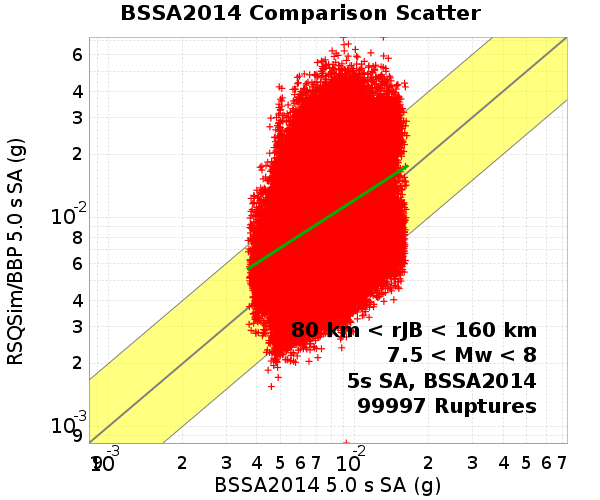 BSSA2014 Comparison Scatter
RSQSim/BBP 5.0 s SA (g)
6
4
3
2
10-2
8
6
4
3
2
10-3
9
80 km < rJB < 160 km
7.5 < Mw < 8
5s SA, BSSA2014
99997 Ruptures
9 10-3 2 3 4 5 6 7 10-2 2 3 4 5 6 7
BSSA2014 5.0 s SA (g)